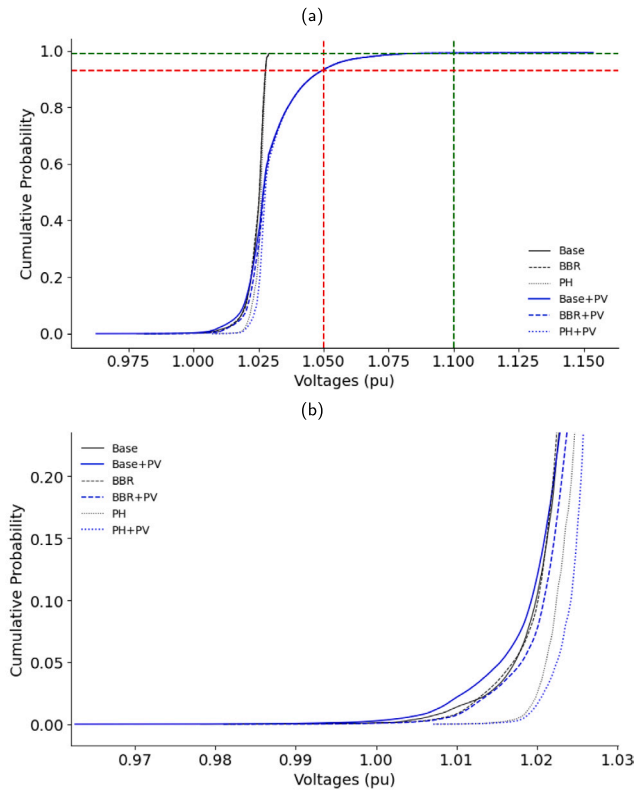 (a)
1.0
0.8
0.6
0.4
0.2
0.0
Cumulative Probability
Base
BBR
PH
Base+PV
BBR+PV
PH+PV
0.975 1.000 1.025 1.050 1.075 1.100 1.125 1.150
Voltages (pu)
(b)
0.20
0.15
0.10
0.05
0.00
Cumulative Probability
Base
Base+PV
BBR
BBR+PV
PH
PH+PV
0.97 0.98 0.99 1.00 1.01 1.02 1.03
Voltages (pu)